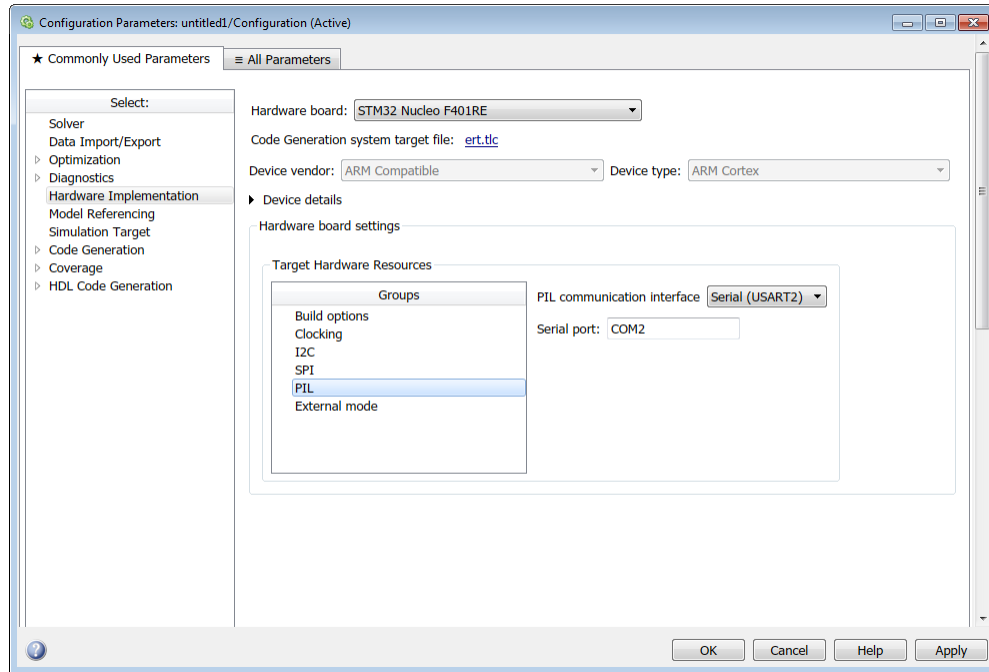 Configuration Parameters: untitled1/Configuration (Active)
★ Commonly Used Parameters
≡ All Parameters
Select:
Solver
Data Import/Export
Optimization
Diagnostics
Hardware Implementation
Model Referencing
Simulation Target
Code Generation
Coverage
HDL Code Generation
Hardware board: STM32 Nucleo F401RE
Code Generation system target file: ert.tlc
Device vendor: ARM Compatible Device type: ARM Cortex
Device details
Hardware board settings
Target Hardware Resources
Groups
Build options
Clocking
I2C
SPI
PIL
External mode
PIL communication interface Serial (USART2)
Serial port: COM2
OK Cancel Help Apply